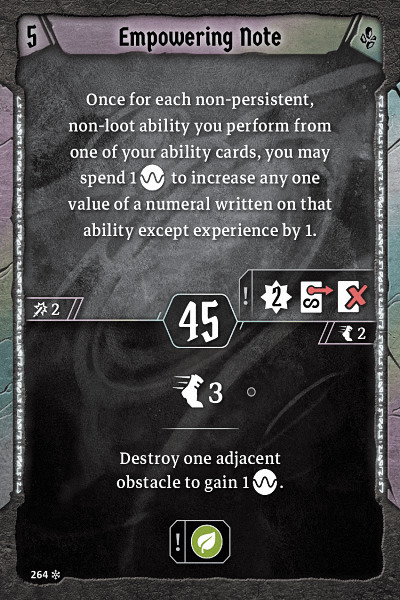 5
Empowering Note
Once for each non-persistent,
non-loot ability you perform from
one of your ability cards, you may
spend 1 to increase any one
value of a numeral written on that
ability except experience by 1.
! 2
2
45
2
3
Destroy one adjacent
obstacle to gain 1.
!
264